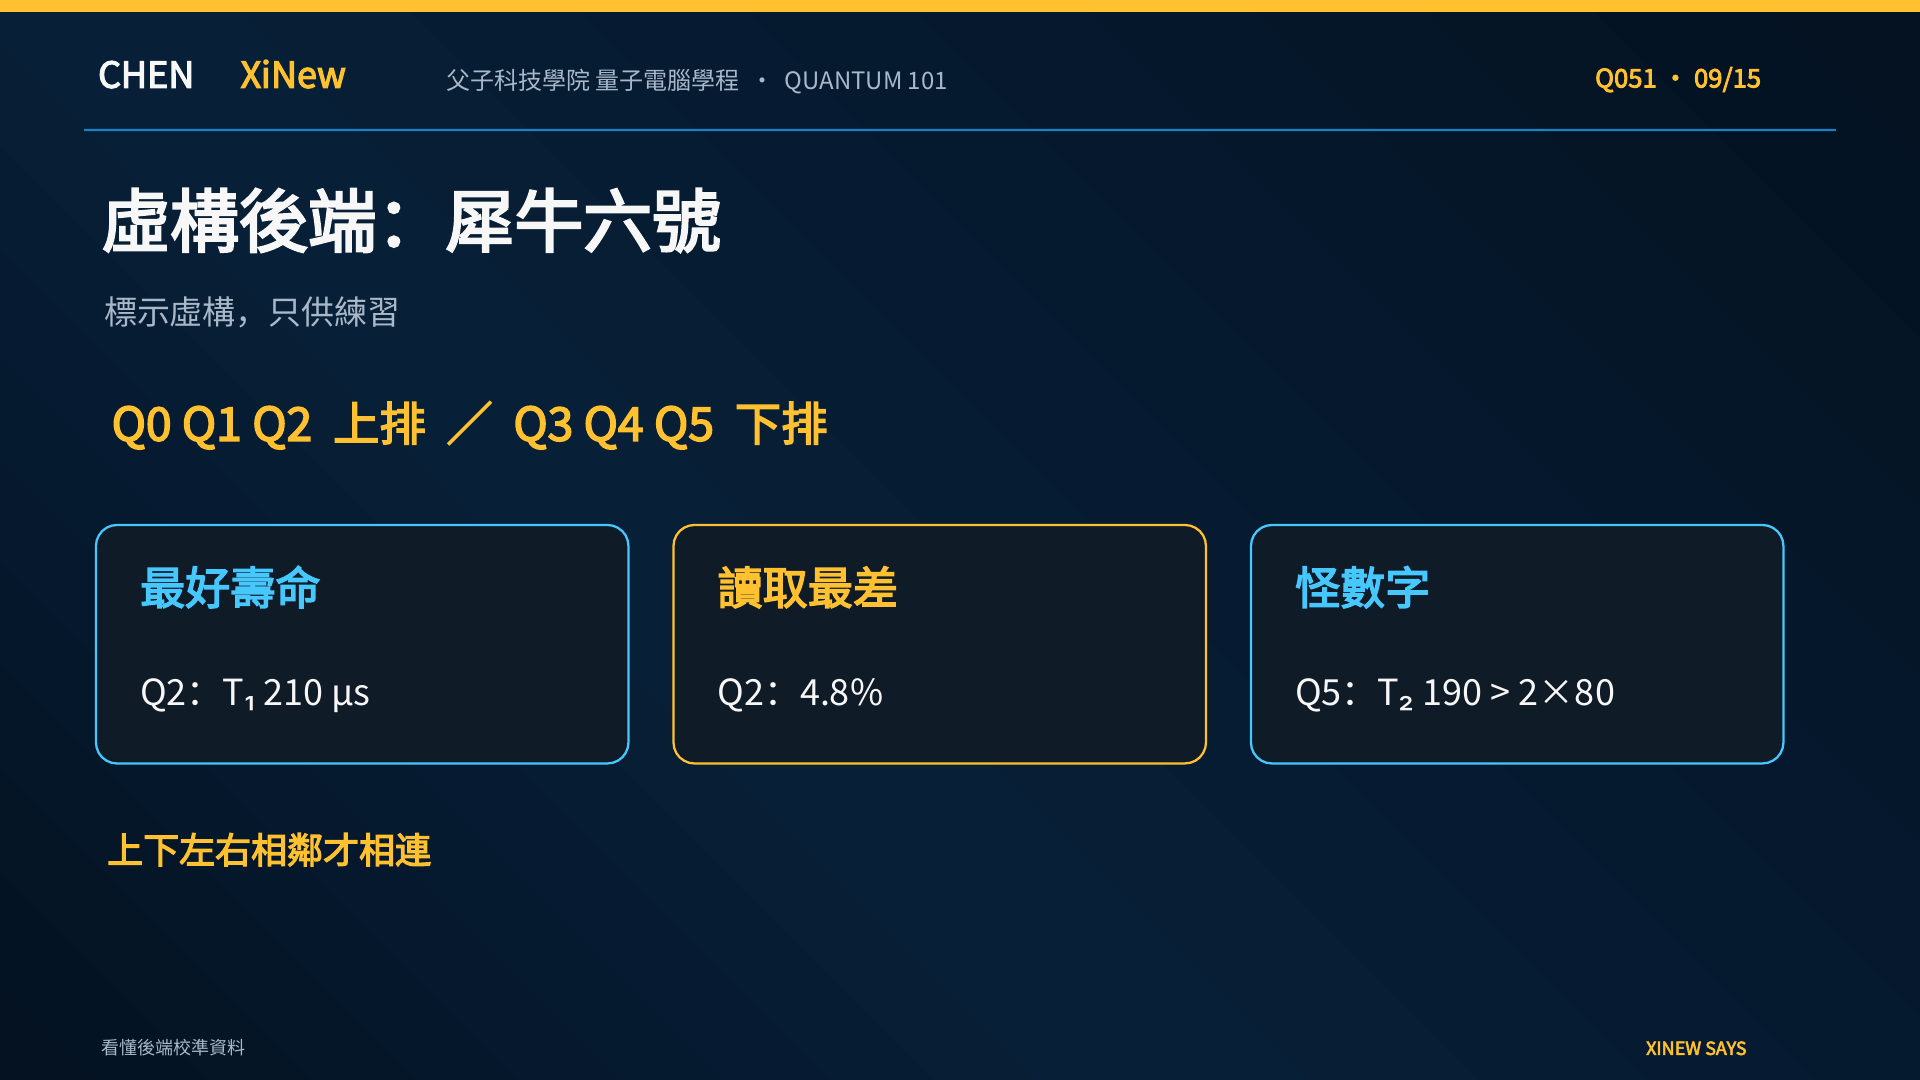 CHEN XiNew 父子科技學院 量子電腦學程 · QUANTUM 101 Q051 · 09/15
虛構後端：犀牛六號
標示虛構，只供練習
Q0 Q1 Q2 上排 ／ Q3 Q4 Q5 下排
最好壽命
Q2：T₁ 210 μs
讀取最差
Q2：4.8%
怪數字
Q5：T₂ 190 > 2×80
上下左右相鄰才相連
看懂後端校準資料
XINEW SAYS